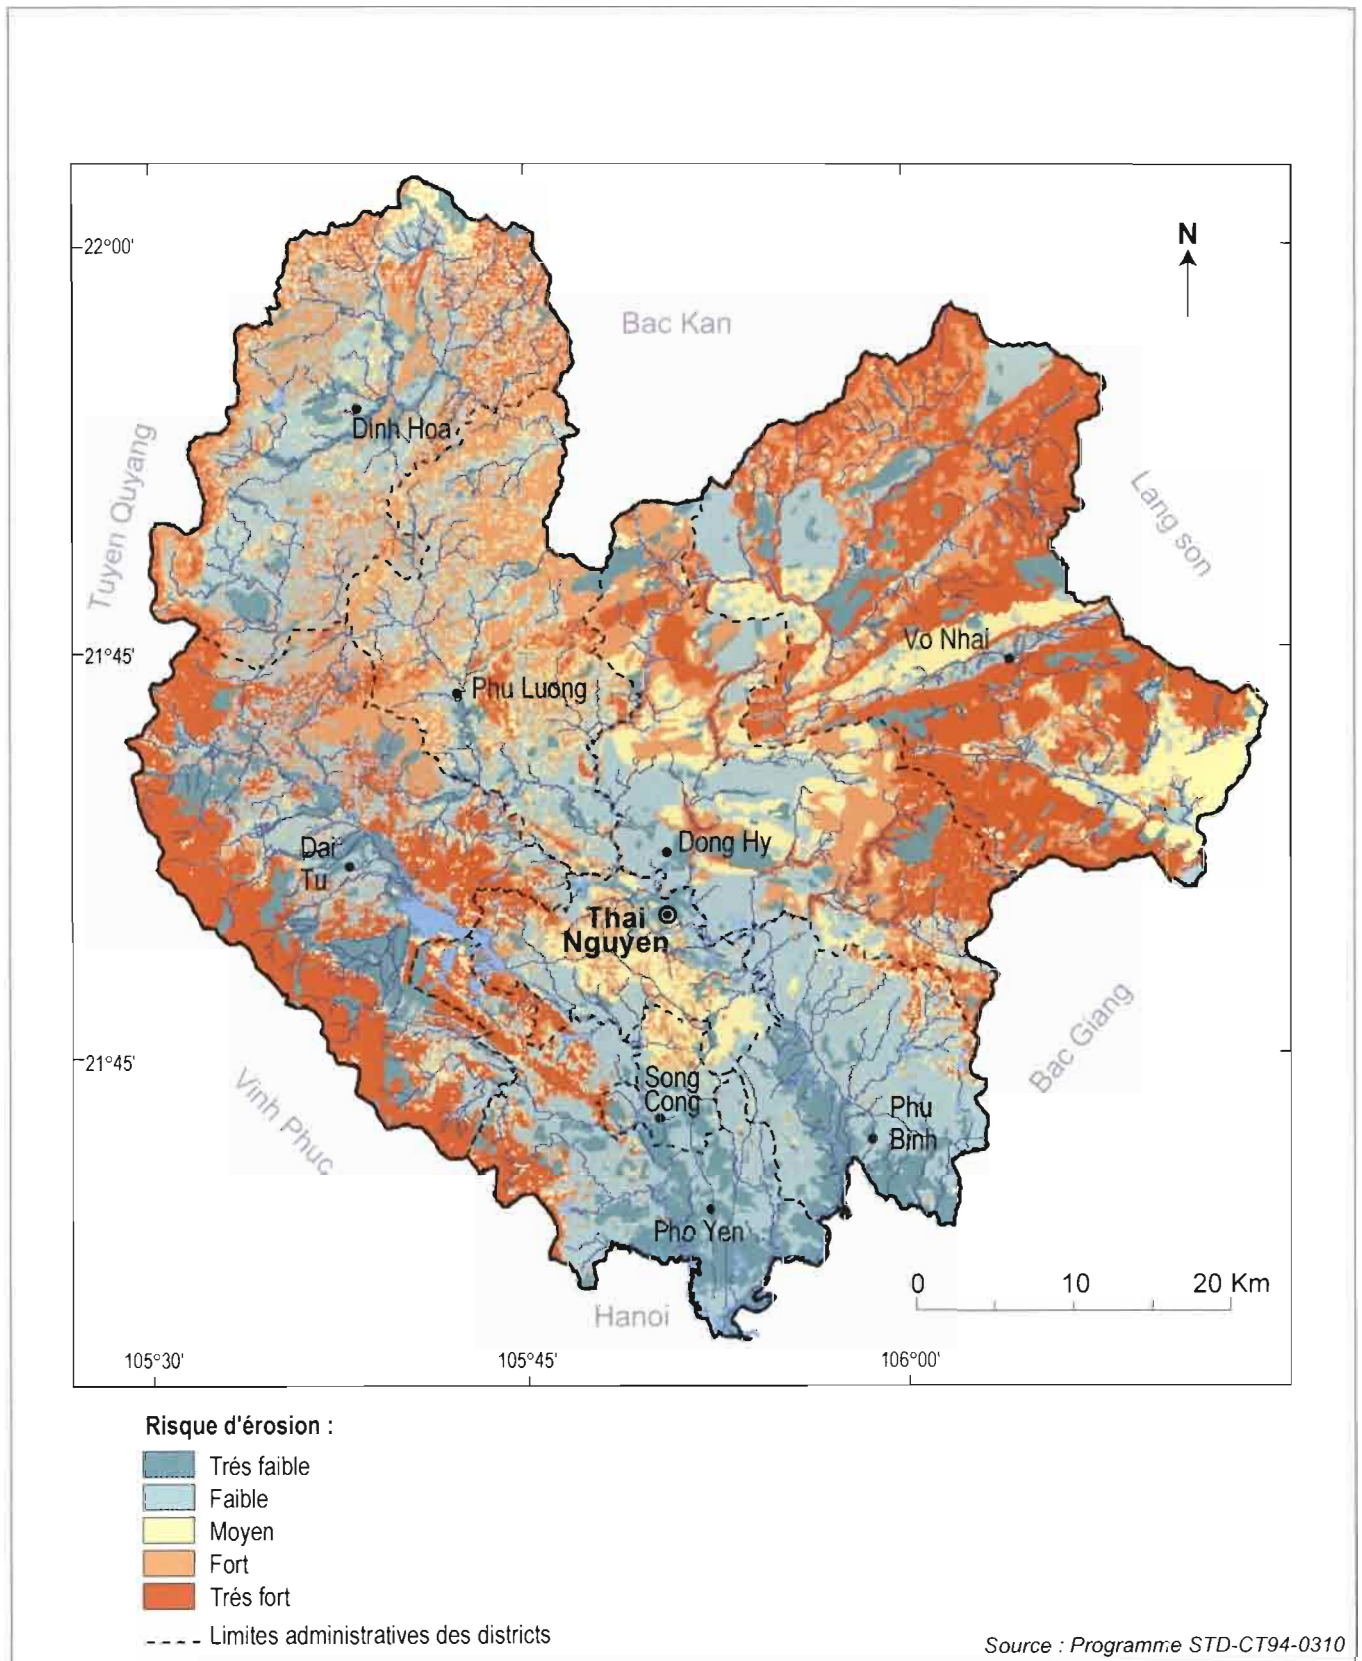 N
22°00'
Bac Kan
Dinh Hoa
Tuyen Quyang
Lang son
Vo Nhai
21°45'
Phu Luong
Dong Hy
Dai
Tu
Thai
Nguyen
Bac Giang
21°45'
Song
Cong
Phu
Binh
Vinh Phuc
Pho Yen
0 10 20 Km
Hanoi
105°30' 105°45' 106°00'
Risque d'érosion :
Trés faible
Faible
Moyen
Fort
Trés fort
Limites administratives des districts
Source : Programme STD-CT94-0310